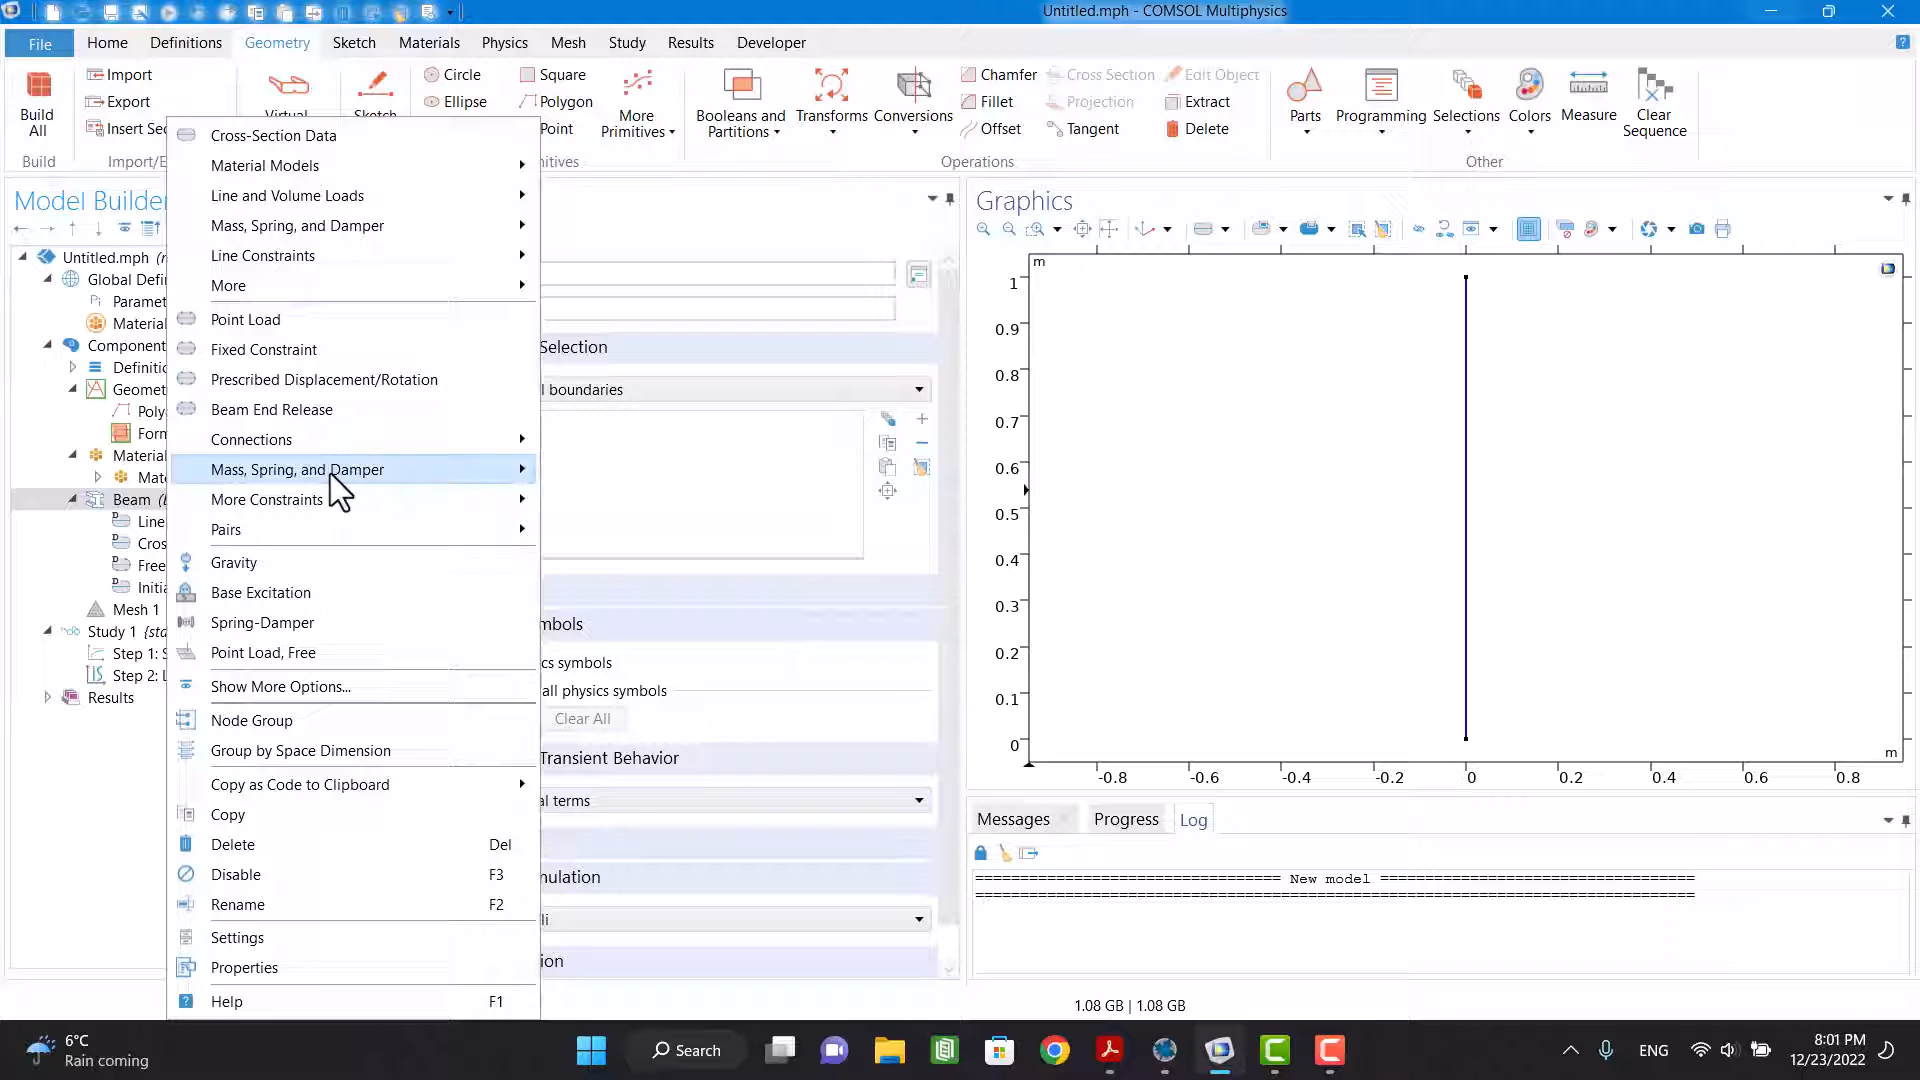 Untitled.mph - COMSOL Multiphysics
File Home Definitions Geometry Sketch Materials Physics Mesh Study Results Developer
Build All
Import
Export
Insert Sec
Virtual
Sketch
Circle
Ellipse
Square
Polygon
Point
More Primitives
Booleans and Partitions
Transforms
Conversions
Chamfer
Fillet
Offset
Cross Section
Projection
Tangent
Edit Object
Extract
Delete
Parts
Programming
Selections
Colors
Measure
Clear Sequence
Build
Import/E
itives
Operations
Other
Model Builder
Untitled.mph (r
Global Defi
Paramet
Material
Component
Definitio
Geomet
Poly
Forn
Material
Mate
Beam (b
Line
Cros
Free
Initia
Mesh 1
Study 1 {sta
Step 1: S
Step 2: L
Results
Cross-Section Data
Material Models
Line and Volume Loads
Mass, Spring, and Damper
Line Constraints
More
Point Load
Fixed Constraint
Prescribed Displacement/Rotation
Beam End Release
Connections
Mass, Spring, and Damper
More Constraints
Pairs
Gravity
Base Excitation
Spring-Damper
Point Load, Free
Show More Options...
Node Group
Group by Space Dimension
Copy as Code to Clipboard
Copy
Delete Del
Disable F3
Rename F2
Settings
Properties
Help F1
Selection
l boundaries
mbols
cs symbols
all physics symbols
Clear All
Transient Behavior
al terms
nulation
lli
ion
Graphics
m
1
0.9
0.8
0.7
0.6
0.5
0.4
0.3
0.2
0.1
0
m
-0.8 -0.6 -0.4 -0.2 0 0.2 0.4 0.6 0.8
Messages Progress Log
================================== New model ===================================
1.08 GB | 1.08 GB
6°C
Rain coming
Search
ENG
8:01 PM
12/23/2022